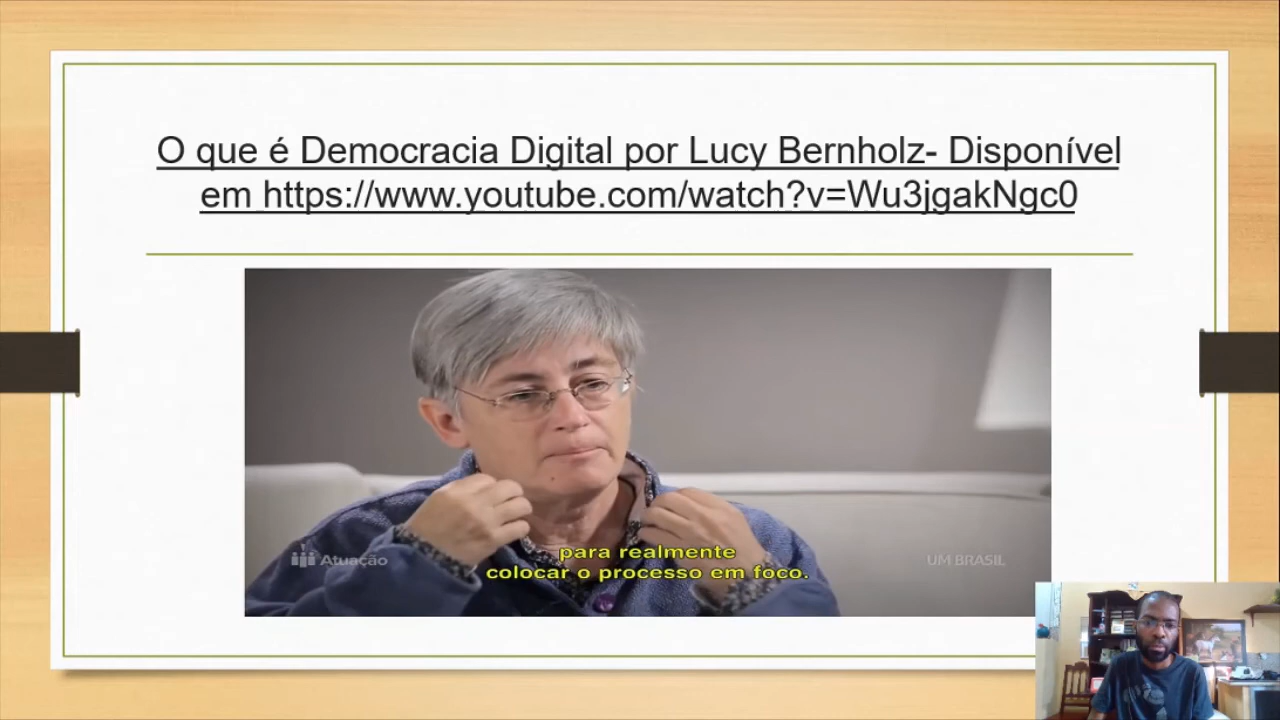 O que é Democracia Digital por Lucy Bernholz- Disponível
em https://www.youtube.com/watch?v=Wu3jgakNgc0
para realmente
colocar o processo em foco.
Atuação
UM BRASIL